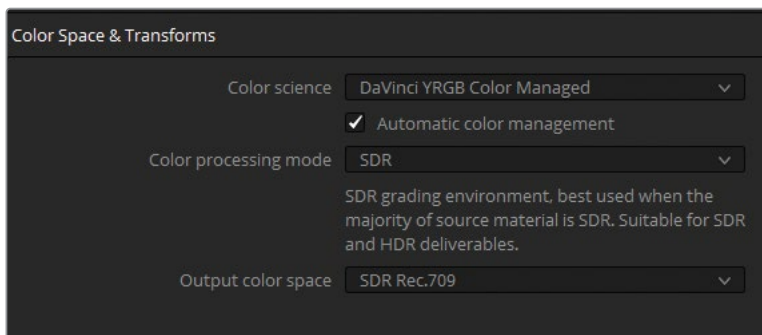 Color Space & Transforms
Color science DaVinci YRGB Color Managed
Automatic color management
Color processing mode SDR
SDR grading environment, best used when the
majority of source material is SDR. Suitable for SDR
and HDR deliverables.
Output color space SDR Rec.709